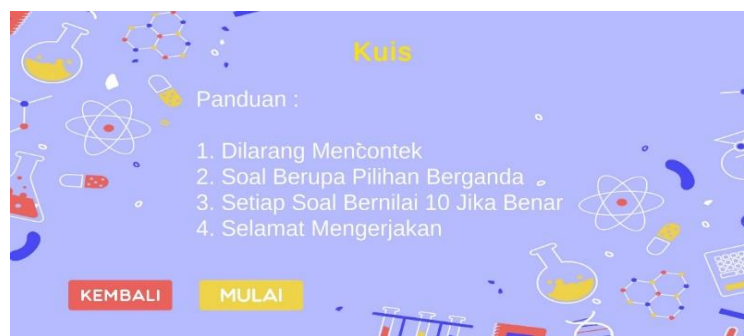 Kuis
Panduan :
1. Dilarang Mencontek
2. Soal Berupa Pilihan Berganda
3. Setiap Soal Bernilai 10 Jika Benar
4. Selamat Mengerjakan
KEMBALI
MULAI